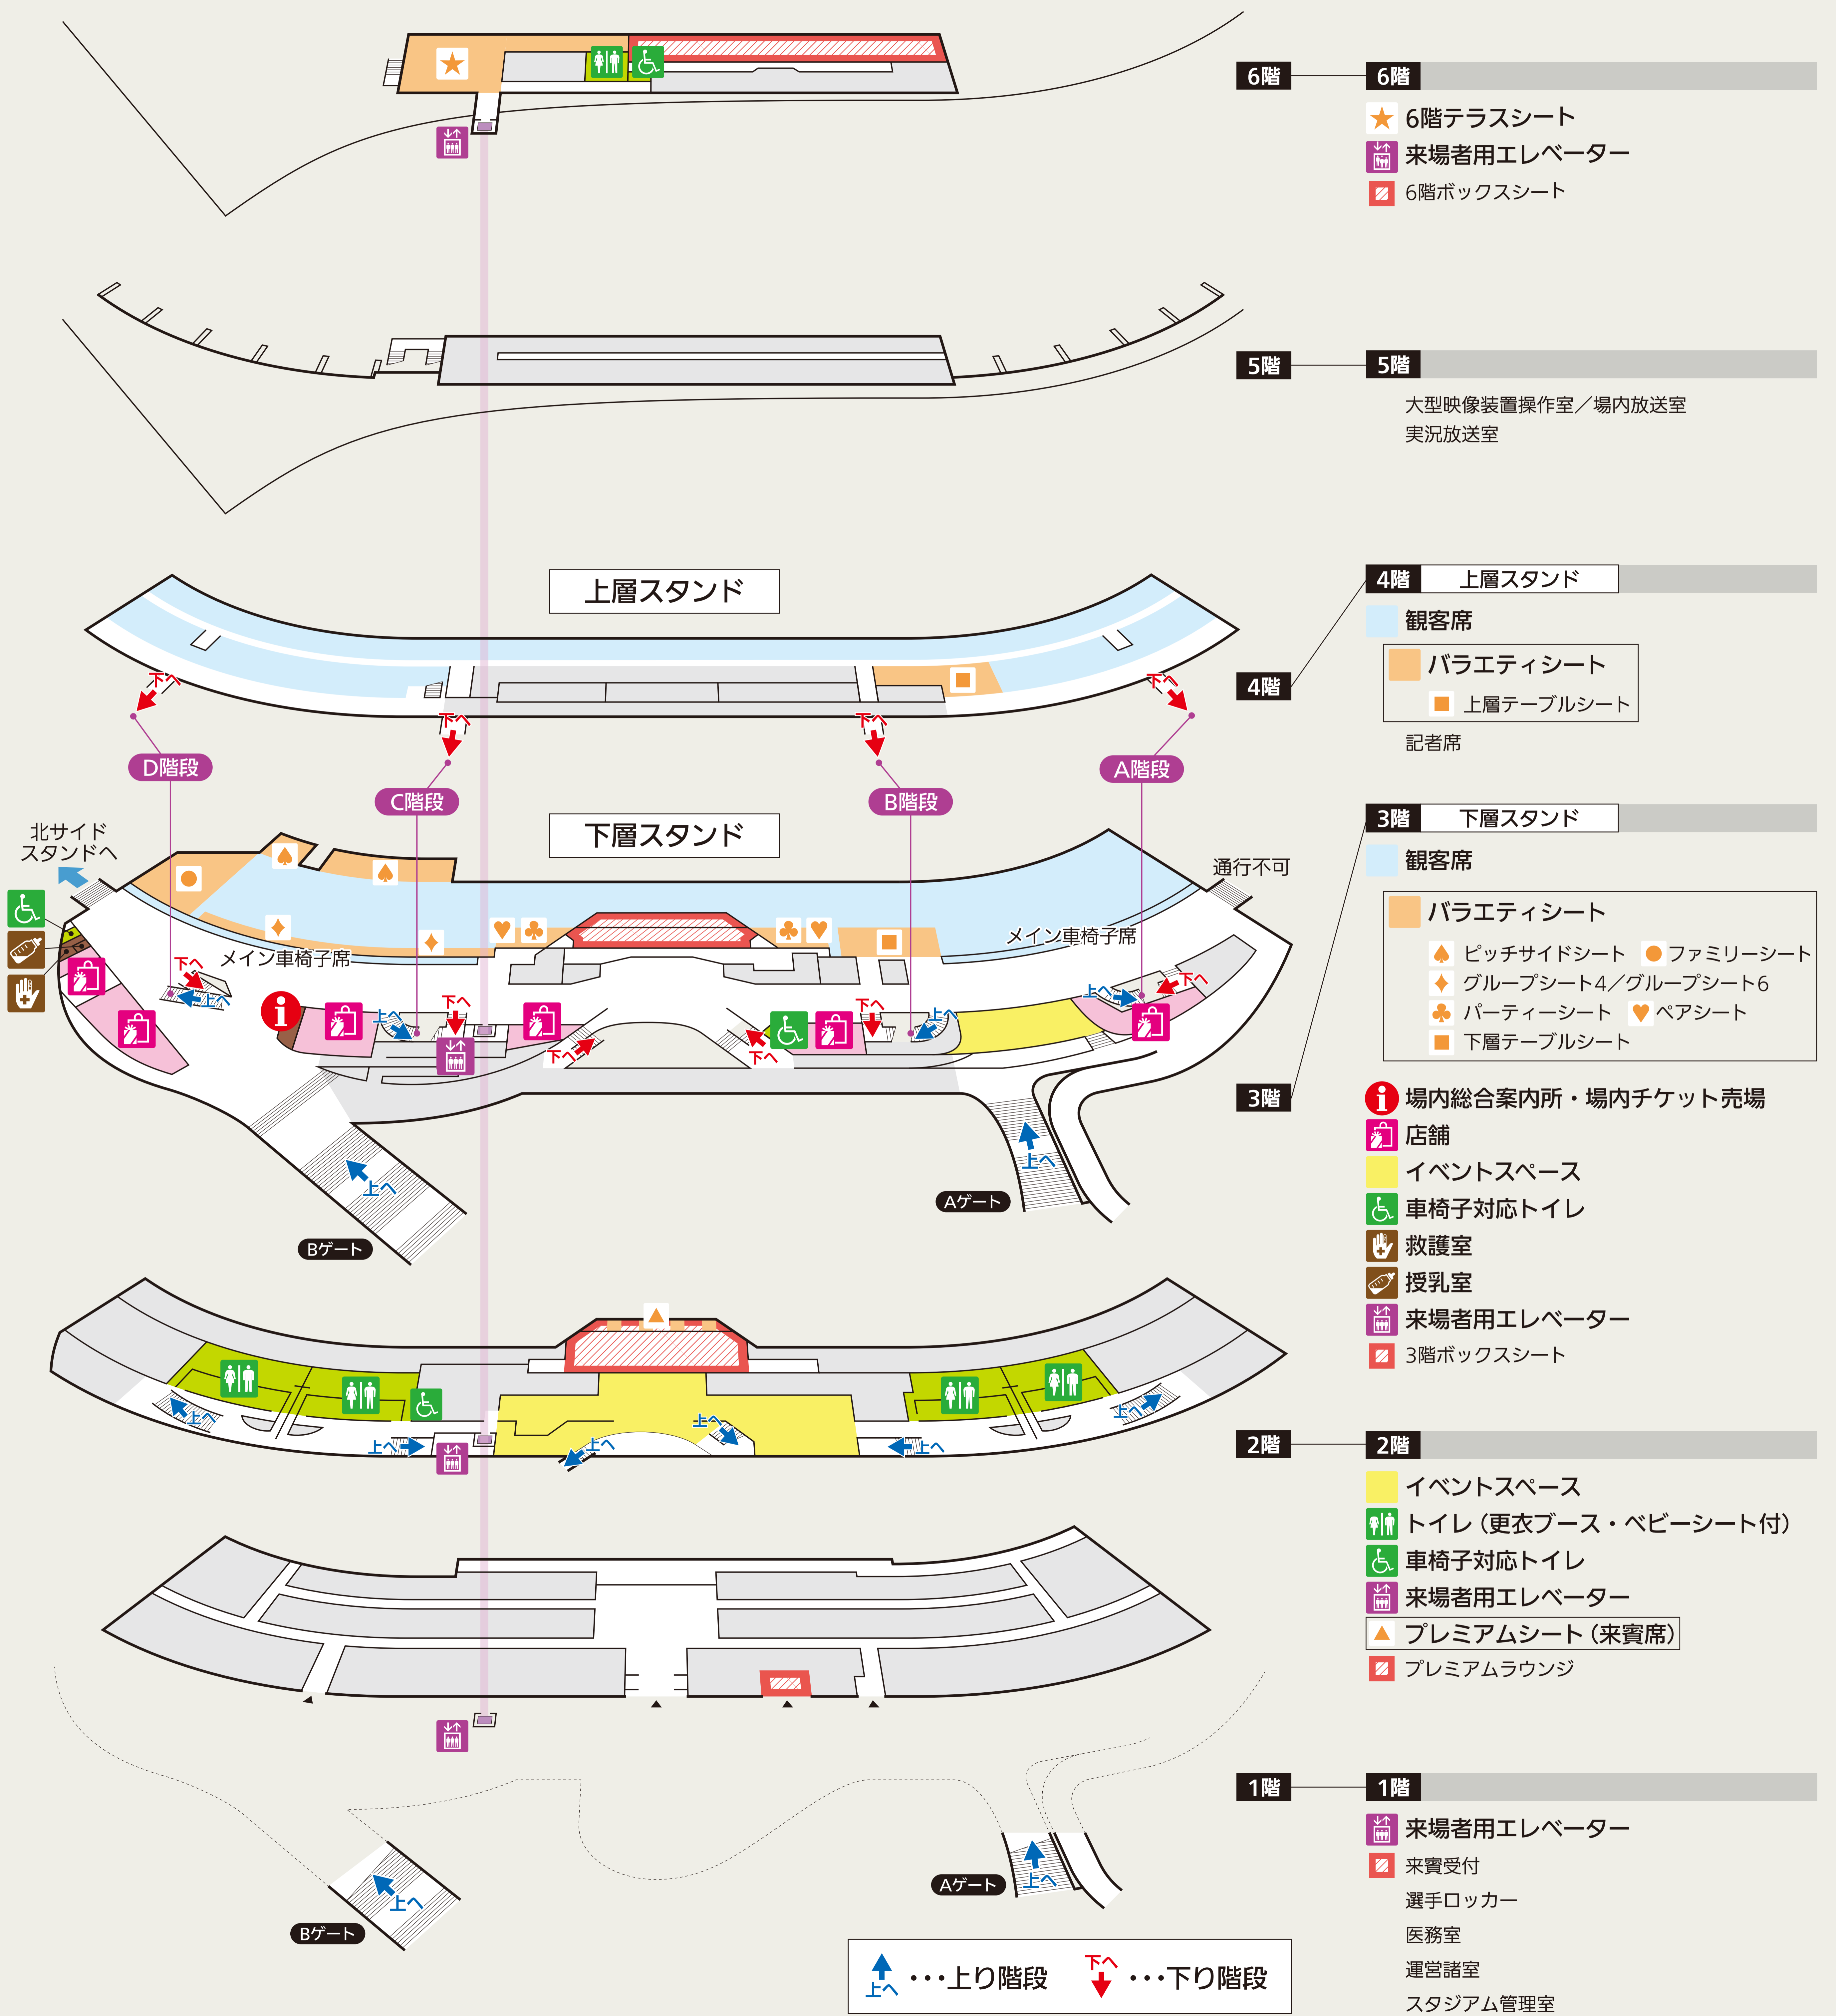 6階
6階
6階テラスシート
来場者用エレベーター
6階ボックスシート
5階
5階
大型映像装置操作室／場内放送室
実況放送室
上層スタンド
下へ
下へ
下へ
下へ
D階段
C階段
B階段
A階段
4階
4階
上層スタンド
観客席
バラエティシート
上層テーブルシート
記者席
下層スタンド
北サイド
スタンドへ
通行不可
メイン車椅子席
メイン車椅子席
下へ
上へ
上へ
下へ
下へ
下へ
下へ
上へ
上へ
下へ
上へ
Bゲート
上へ
Aゲート
3階
3階
下層スタンド
観客席
バラエティシート
ピッチサイドシート
ファミリーシート
グループシート4／グループシート6
パーティーシート
ペアシート
下層テーブルシート
場内総合案内所・場内チケット売場
店舗
イベントスペース
車椅子対応トイレ
救護室
授乳室
来場者用エレベーター
3階ボックスシート
上へ
上へ
上へ
上へ
上へ
上へ
2階
2階
イベントスペース
トイレ（更衣ブース・ベビーシート付）
車椅子対応トイレ
来場者用エレベーター
プレミアムシート（来賓席）
プレミアムラウンジ
上へ
Bゲート
上へ
Aゲート
1階
1階
来場者用エレベーター
来賓受付
選手ロッカー
医務室
運営諸室
スタジアム管理室
上へ
･･･上り階段
下へ
･･･下り階段